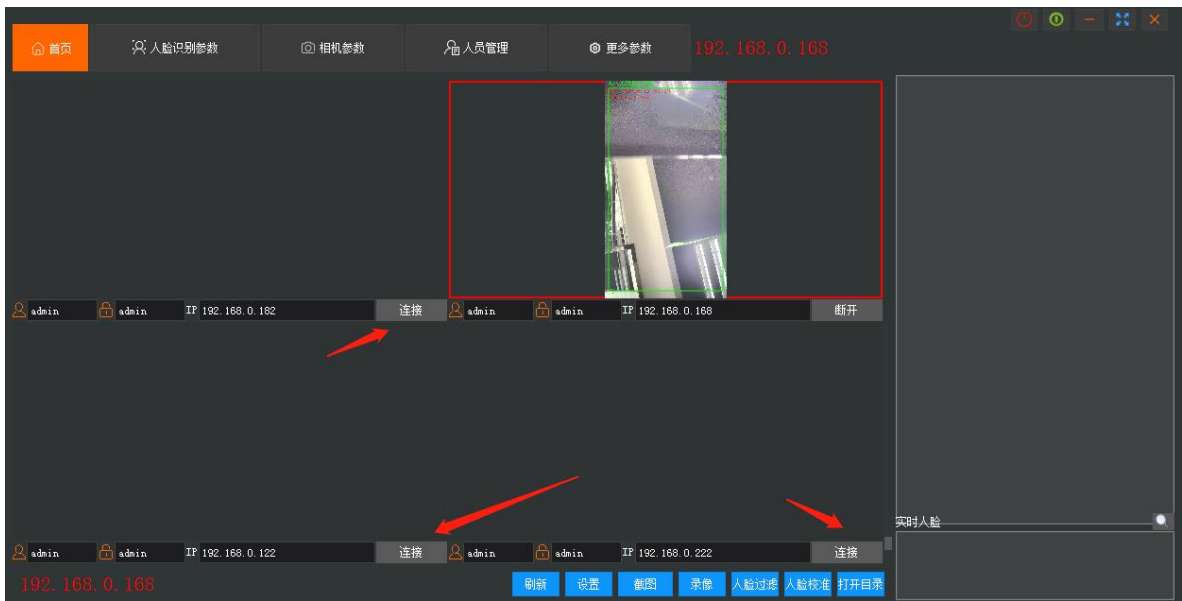 首页 人脸识别参数 相机参数 人员管理 更多参数 192.168.0.168
admin admin IP 192.168.0.182 连接 admin admin IP 192.168.0.168 断开
实时人脸
admin admin IP 192.168.0.122 连接 admin admin IP 192.168.0.222 连接
192.168.0.168 刷新 设置 截图 录像 人脸过滤 人脸校准 打开目录